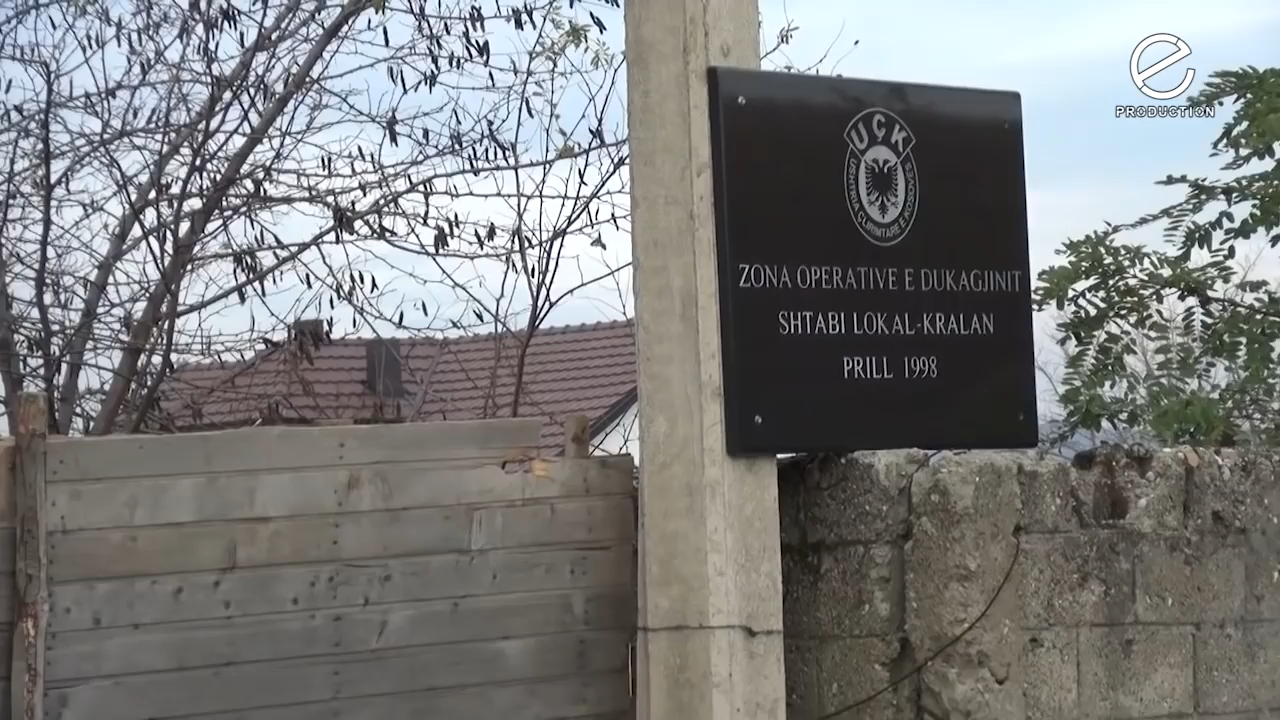 e
PRODUCTION
UÇK
USHTRIA ÇLIRIMTARE E KOSOVËS
ZONA OPERATIVE E DUKAGJINIT
SHTABI LOKAL-KRALAN
PRILL 1998